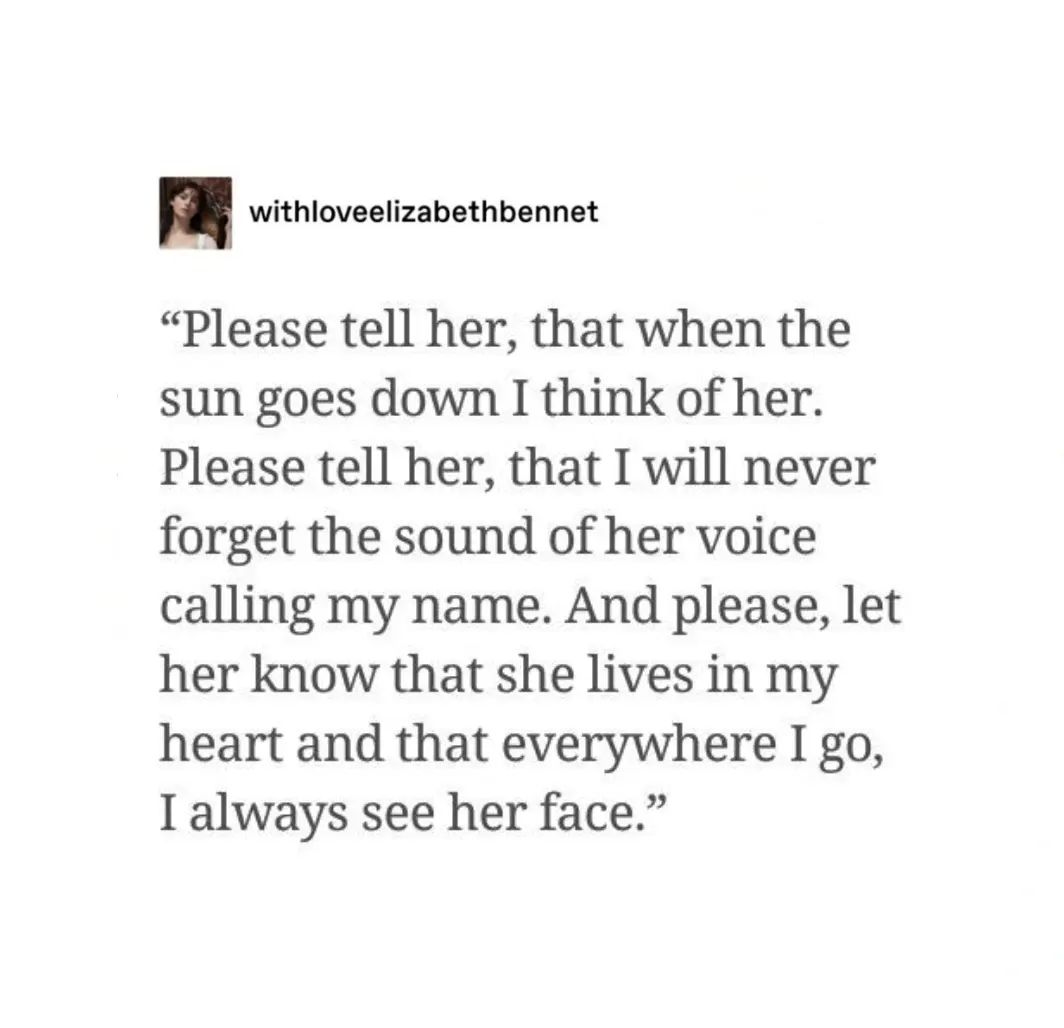 withloveelizabethbennet
“Please tell her, that when the
sun goes down I think of her.
Please tell her, that I will never
forget the sound of her voice
calling my name. And please, let
her know that she lives in my
heart and that everywhere I go,
I always see her face.”